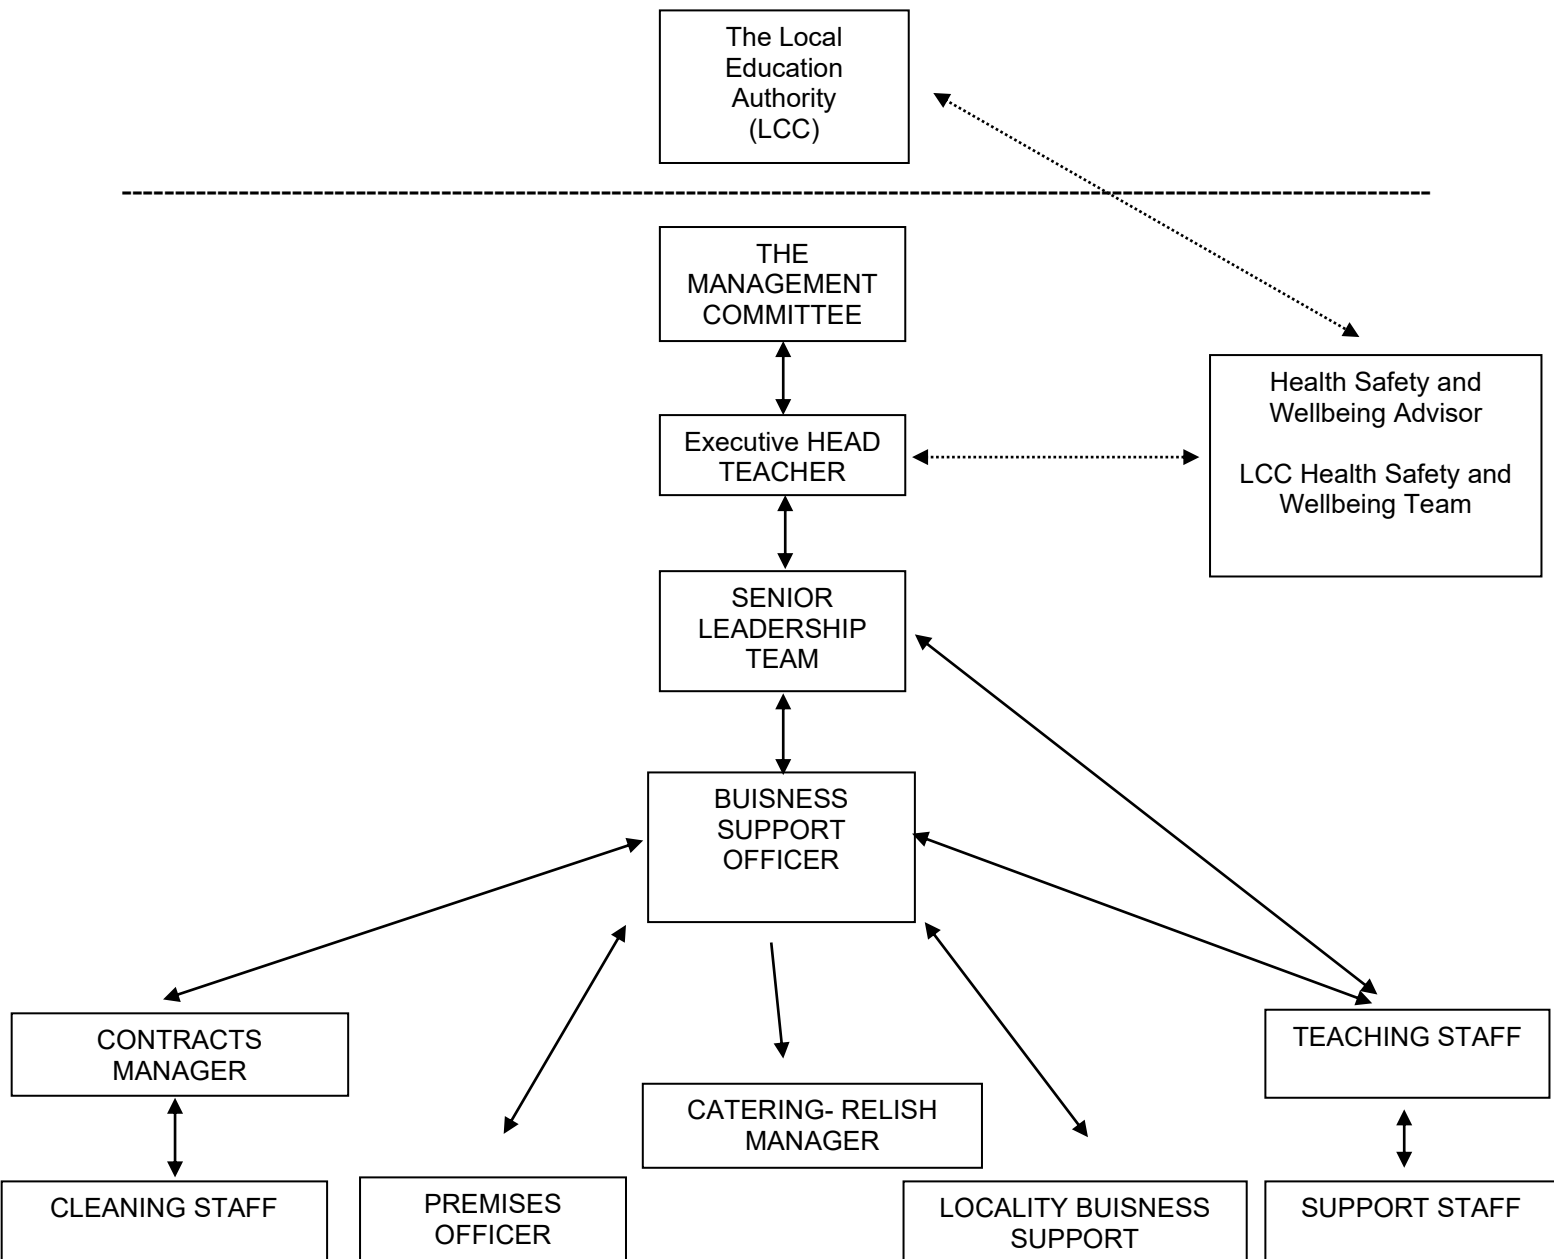 The Local
Education
Authority
(LCC)
THE
MANAGEMENT
COMMITTEE
Executive HEAD
TEACHER
Health Safety and
Wellbeing Advisor
LCC Health Safety and
Wellbeing Team
SENIOR
LEADERSHIP
TEAM
BUISNESS
SUPPORT
OFFICER
CONTRACTS
MANAGER
TEACHING STAFF
CATERING- RELISH
MANAGER
CLEANING STAFF
PREMISES
OFFICER
LOCALITY BUISNESS
SUPPORT
SUPPORT STAFF